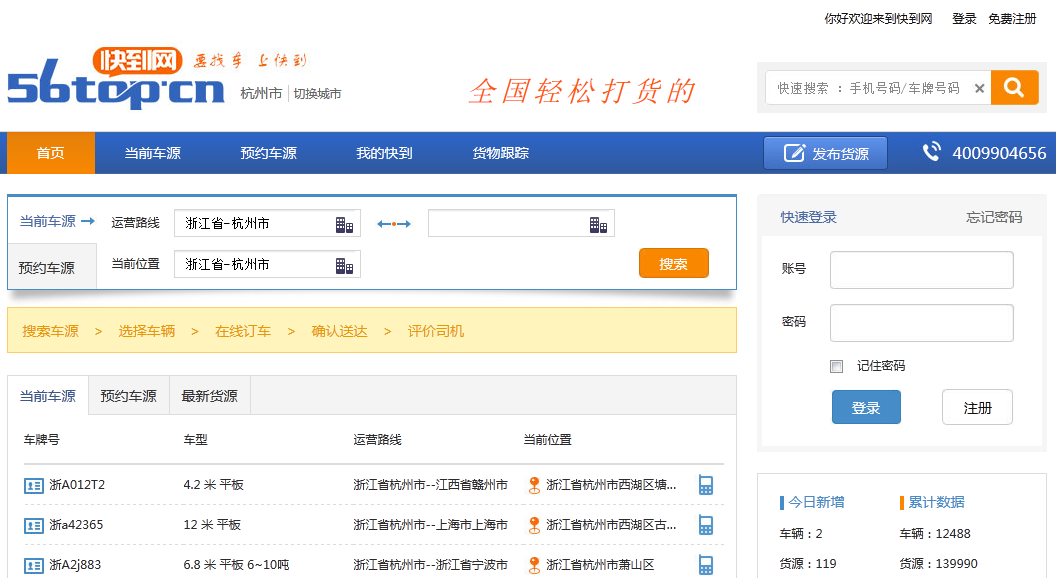 你好欢迎来到快到网 登录 免费注册
快到网 要找车 上快到
56top.cn 杭州市 切换城市
全国轻松打货的
快速搜索 ：手机号码/车牌号码
首页 当前车源 预约车源 我的快到 货物跟踪 发布货源 4009904656
当前车源 运营路线 浙江省-杭州市
预约车源 当前位置 浙江省-杭州市
搜索
快速登录 忘记密码
账号
密码
记住密码
登录 注册
搜索车源 > 选择车辆 > 在线订车 > 确认送达 > 评价司机
当前车源 预约车源 最新货源
车牌号 车型 运营路线 当前位置
浙A012T2 4.2 米 平板 浙江省杭州市--江西省赣州市 浙江省杭州市西湖区塘...
浙a42365 12 米 平板 浙江省杭州市--上海市上海市 浙江省杭州市西湖区古...
浙A2j883 6.8 米 平板 6~10吨 浙江省杭州市--浙江省宁波市 浙江省杭州市萧山区
今日新增 累计数据
车辆：2 车辆：12488
货源：119 货源：139990